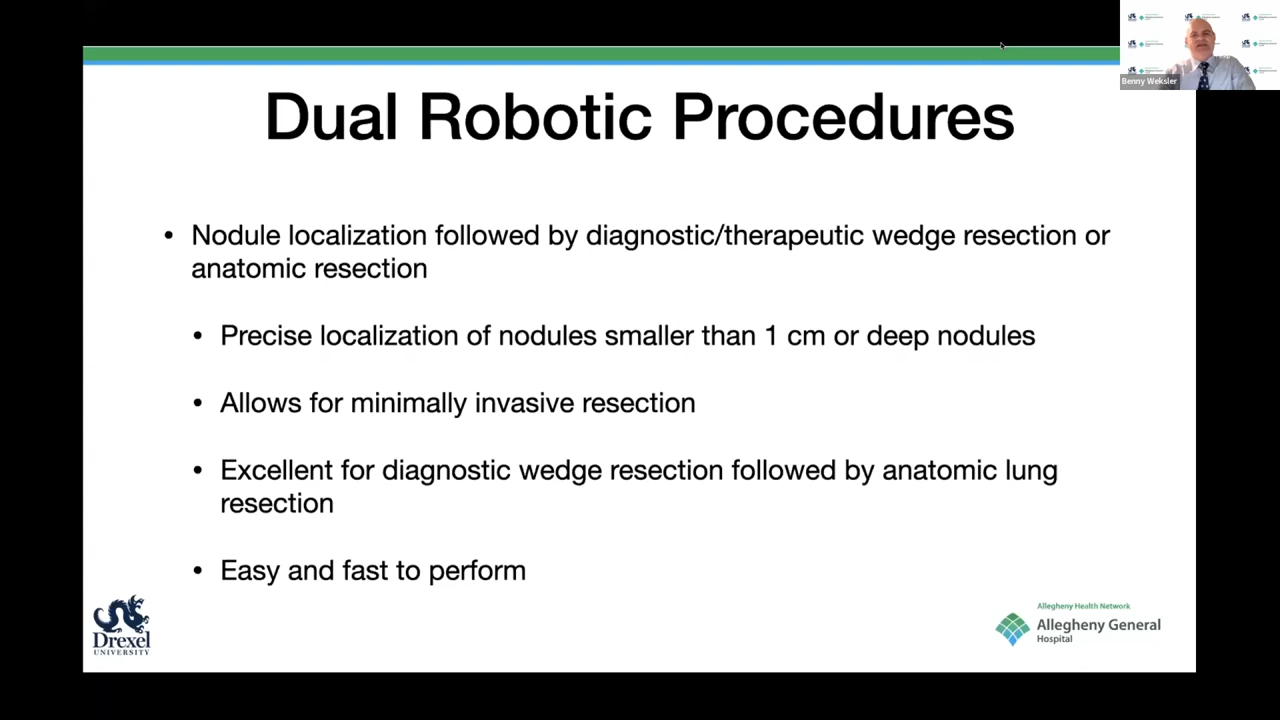 Benny Weksler
Dual Robotic Procedures
• Nodule localization followed by diagnostic/therapeutic wedge resection or
anatomic resection
• Precise localization of nodules smaller than 1 cm or deep nodules
• Allows for minimally invasive resection
• Excellent for diagnostic wedge resection followed by anatomic lung
resection
• Easy and fast to perform
Drexel
UNIVERSITY
Allegheny Health Network
Allegheny General
Hospital